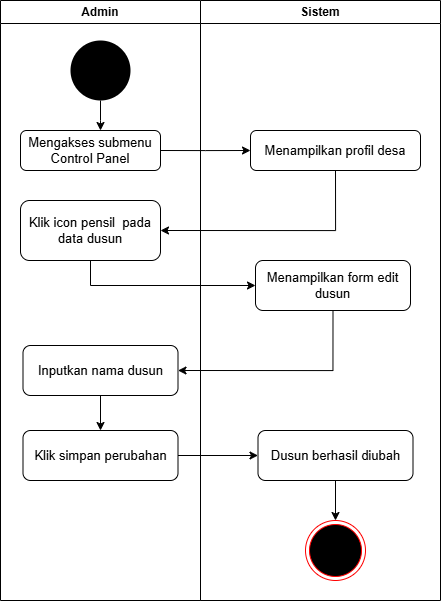 Admin
Sistem
Mengakses submenu
Control Panel
Menampilkan profil desa
Klik icon pensil pada
data dusun
Menampilkan form edit
dusun
Inputkan nama dusun
Klik simpan perubahan
Dusun berhasil diubah